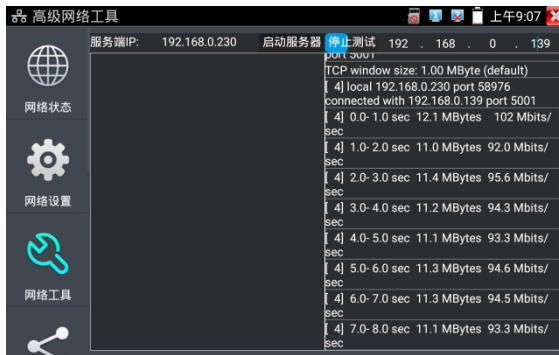 高级网络工具
上午9:07
服务端IP: 192.168.0.230 启动服务器 停止测试 192 . 168 . 0 . 139
port 5001
TCP window size: 1.00 MByte (default)
[ 4] local 192.168.0.230 port 58976
connected with 192.168.0.139 port 5001
[ 4] 0.0- 1.0 sec 12.1 MBytes 102 Mbits/
sec
[ 4] 1.0- 2.0 sec 11.0 MBytes 92.0 Mbits/
sec
[ 4] 2.0- 3.0 sec 11.4 MBytes 95.6 Mbits/
sec
[ 4] 3.0- 4.0 sec 11.2 MBytes 94.3 Mbits/
sec
[ 4] 4.0- 5.0 sec 11.1 MBytes 93.3 Mbits/
sec
[ 4] 5.0- 6.0 sec 11.3 MBytes 94.6 Mbits/
sec
[ 4] 6.0- 7.0 sec 11.3 MBytes 94.5 Mbits/
sec
[ 4] 7.0- 8.0 sec 11.1 MBytes 93.3 Mbits/
sec
网络状态
网络设置
网络工具